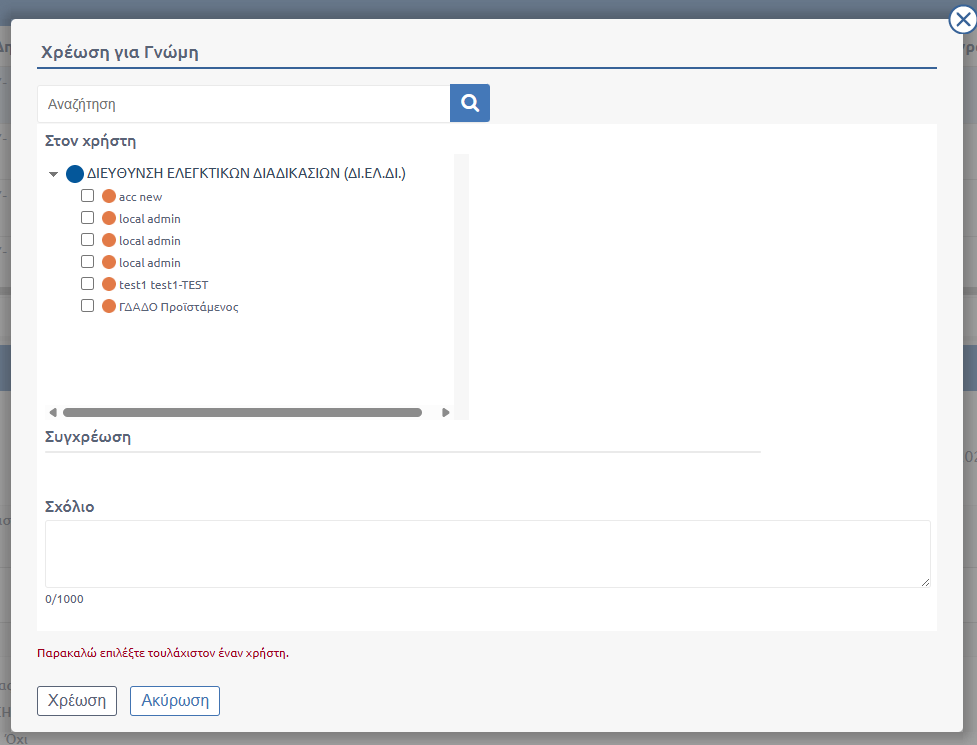 Χρέωση για Γνώμη
Αναζήτηση
Στον χρήστη
ΔΙΕΥΘΥΝΣΗ ΕΛΕΓΚΤΙΚΩΝ ΔΙΑΔΙΚΑΣΙΩΝ (ΔΙ.ΕΛ.ΔΙ.)
acc new
local admin
local admin
local admin
test1 test1-TEST
ΓΔΑΔΟ Προϊστάμενος
Συγχρέωση
Σχόλιο
0/1000
Παρακαλώ επιλέξτε τουλάχιστον έναν χρήστη.
Χρέωση Ακύρωση
Όχι